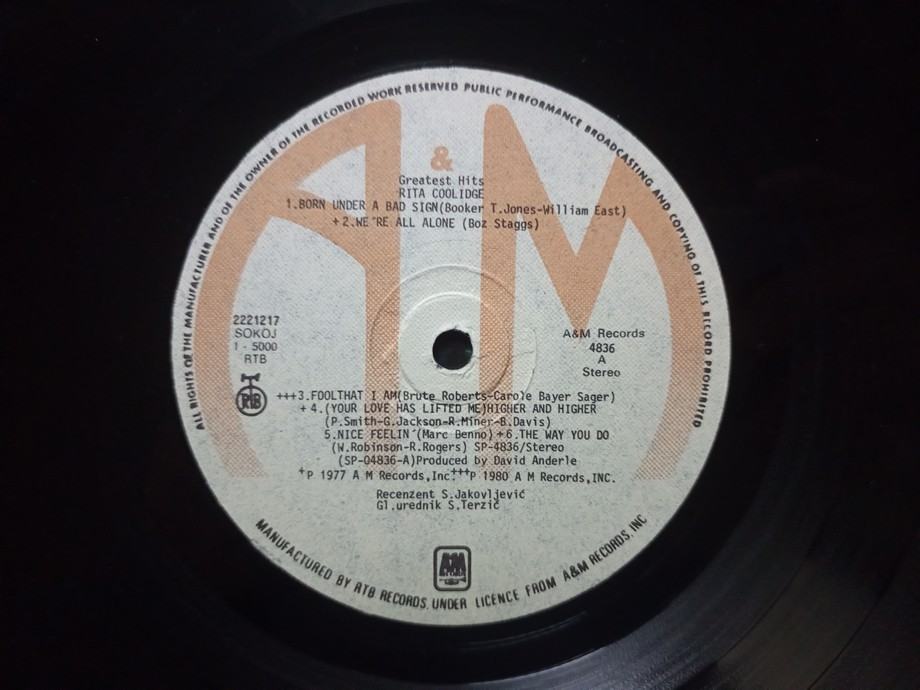 ALL RIGHTS OF THE MANUFACTURER AND OF THE OWNER OF THE RECORDED WORK RESERVED PUBLIC PERFORMANCE BROADCASTING AND COPYING OF THIS RECORD PROHIBITED
A&M
Greatest Hits
RITA COOLIDGE
1.BORN UNDER A BAD SIGN(Booker T.Jones-William East)
+2.WE´RE ALL ALONE (Boz Staggs)
2221217
SOKOJ
1 - 5000
RTB
RTB
A&M Records
4836
A
Stereo
+++3.FOOLTHAT I AM(Brute Roberts-Carole Bayer Sager)
+4.(YOUR LOVE HAS LIFTED ME)HIGHER AND HIGHER
(P.Smith-G.Jackson-R.Miner-B.Davis)
5.NICE FEELIN´(Marc Benno)+6.THE WAY YOU DO
(W.Robinson-R.Rogers) SP-4836/Stereo
(SP-04836-A)Produced by David Anderle
+P 1977 A M Records,Inc.+++P 1980 A M Records,INC.
Recenzent S.Jakovljević
Gl.urednik S.Terzić
A&M
RECORDS
MANUFACTURED BY RTB RECORDS, UNDER LICENCE FROM A&M RECORDS, INC